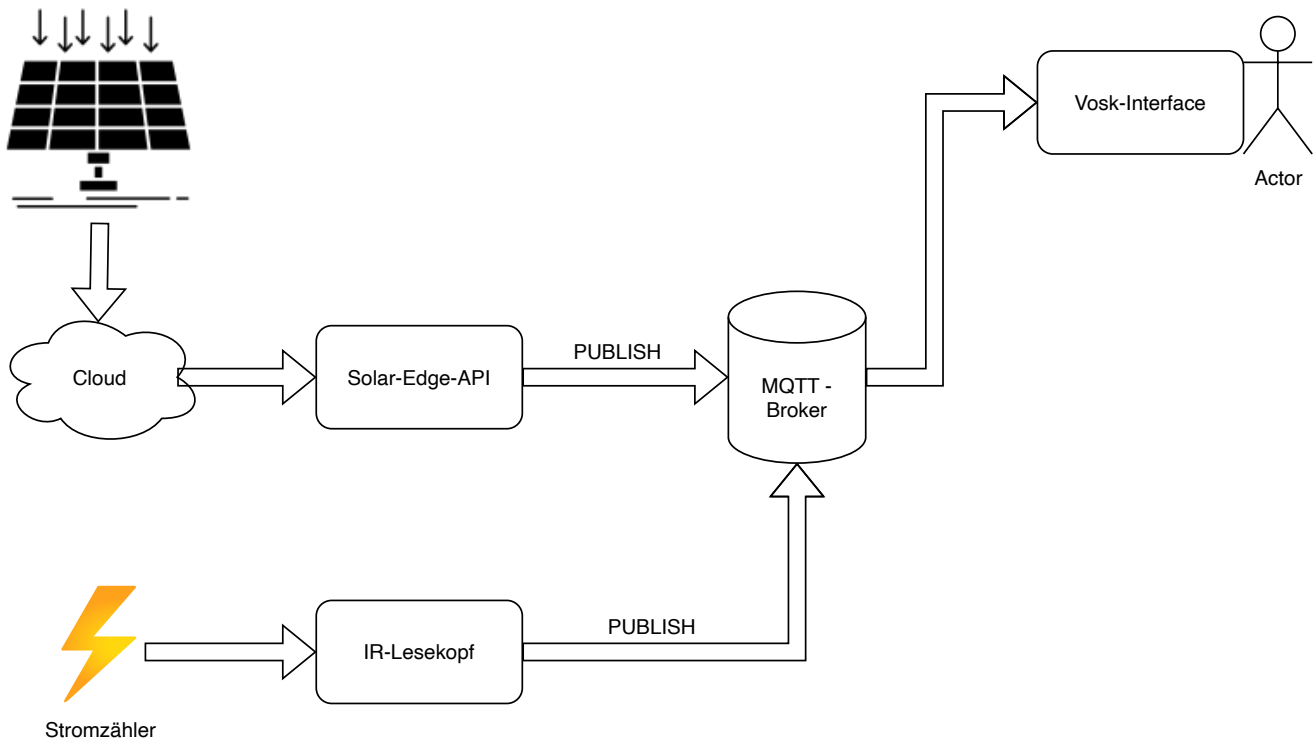 Vosk-Interface
Actor
Cloud
Solar-Edge-API
PUBLISH
MQTT -
Broker
IR-Lesekopf
PUBLISH
Stromzähler